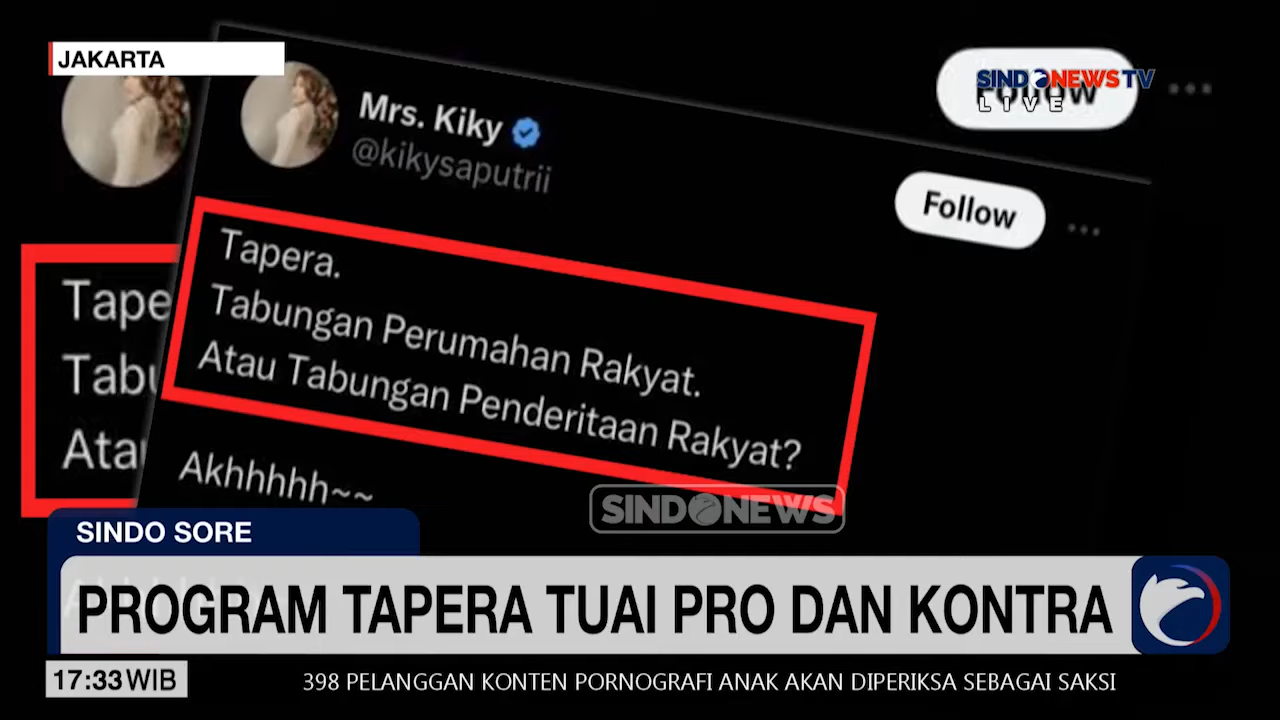 JAKARTA
SINDONEWS TV
LIVE
Follow
Mrs. Kiky
@kikysaputrii
Follow
Tapera.
Tabungan Perumahan Rakyat.
Atau Tabungan Penderitaan Rakyat?
Akhhhhh~~
Tape
Tabu
Ata
SINDONEWS
SINDO SORE
PROGRAM TAPERA TUAI PRO DAN KONTRA
17:33 WIB
398 PELANGGAN KONTEN PORNOGRAFI ANAK AKAN DIPERIKSA SEBAGAI SAKSI